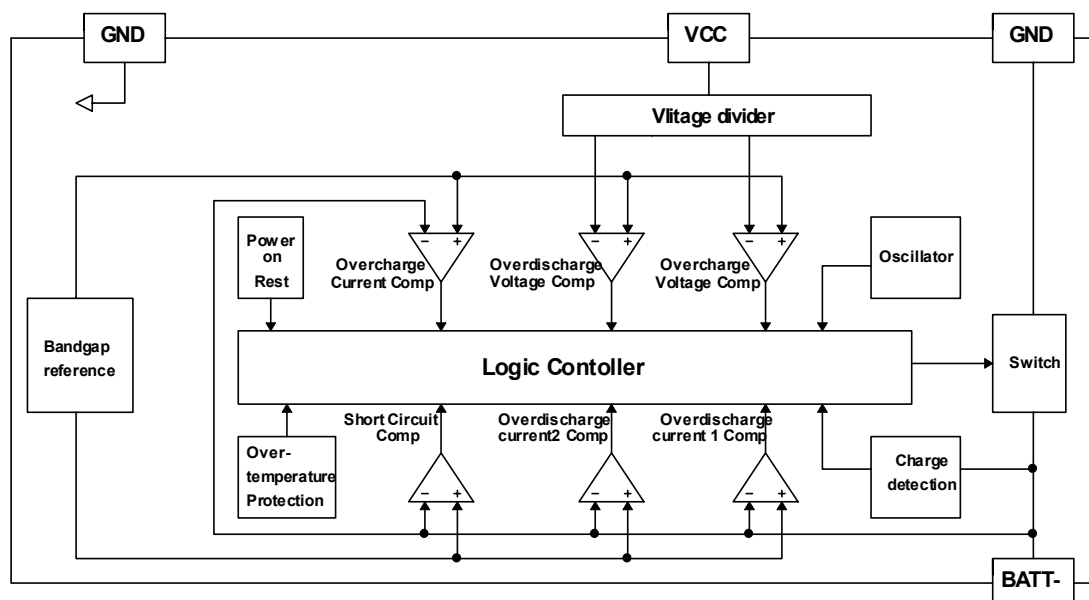 GND
VCC
GND
Vlitage divider
Power
on
Rest
− +
− +
− +
Overcharge
Current Comp
Overdischarge
Voltage Comp
Overcharge
Voltage Comp
Oscillator
Bandgap
reference
Logic Contoller
Switch
Over-
temperature
Protection
Short Circuit
Comp
Overdischarge
current2 Comp
Overdischarge
current 1 Comp
− +
− +
− +
Charge
detection
BATT-